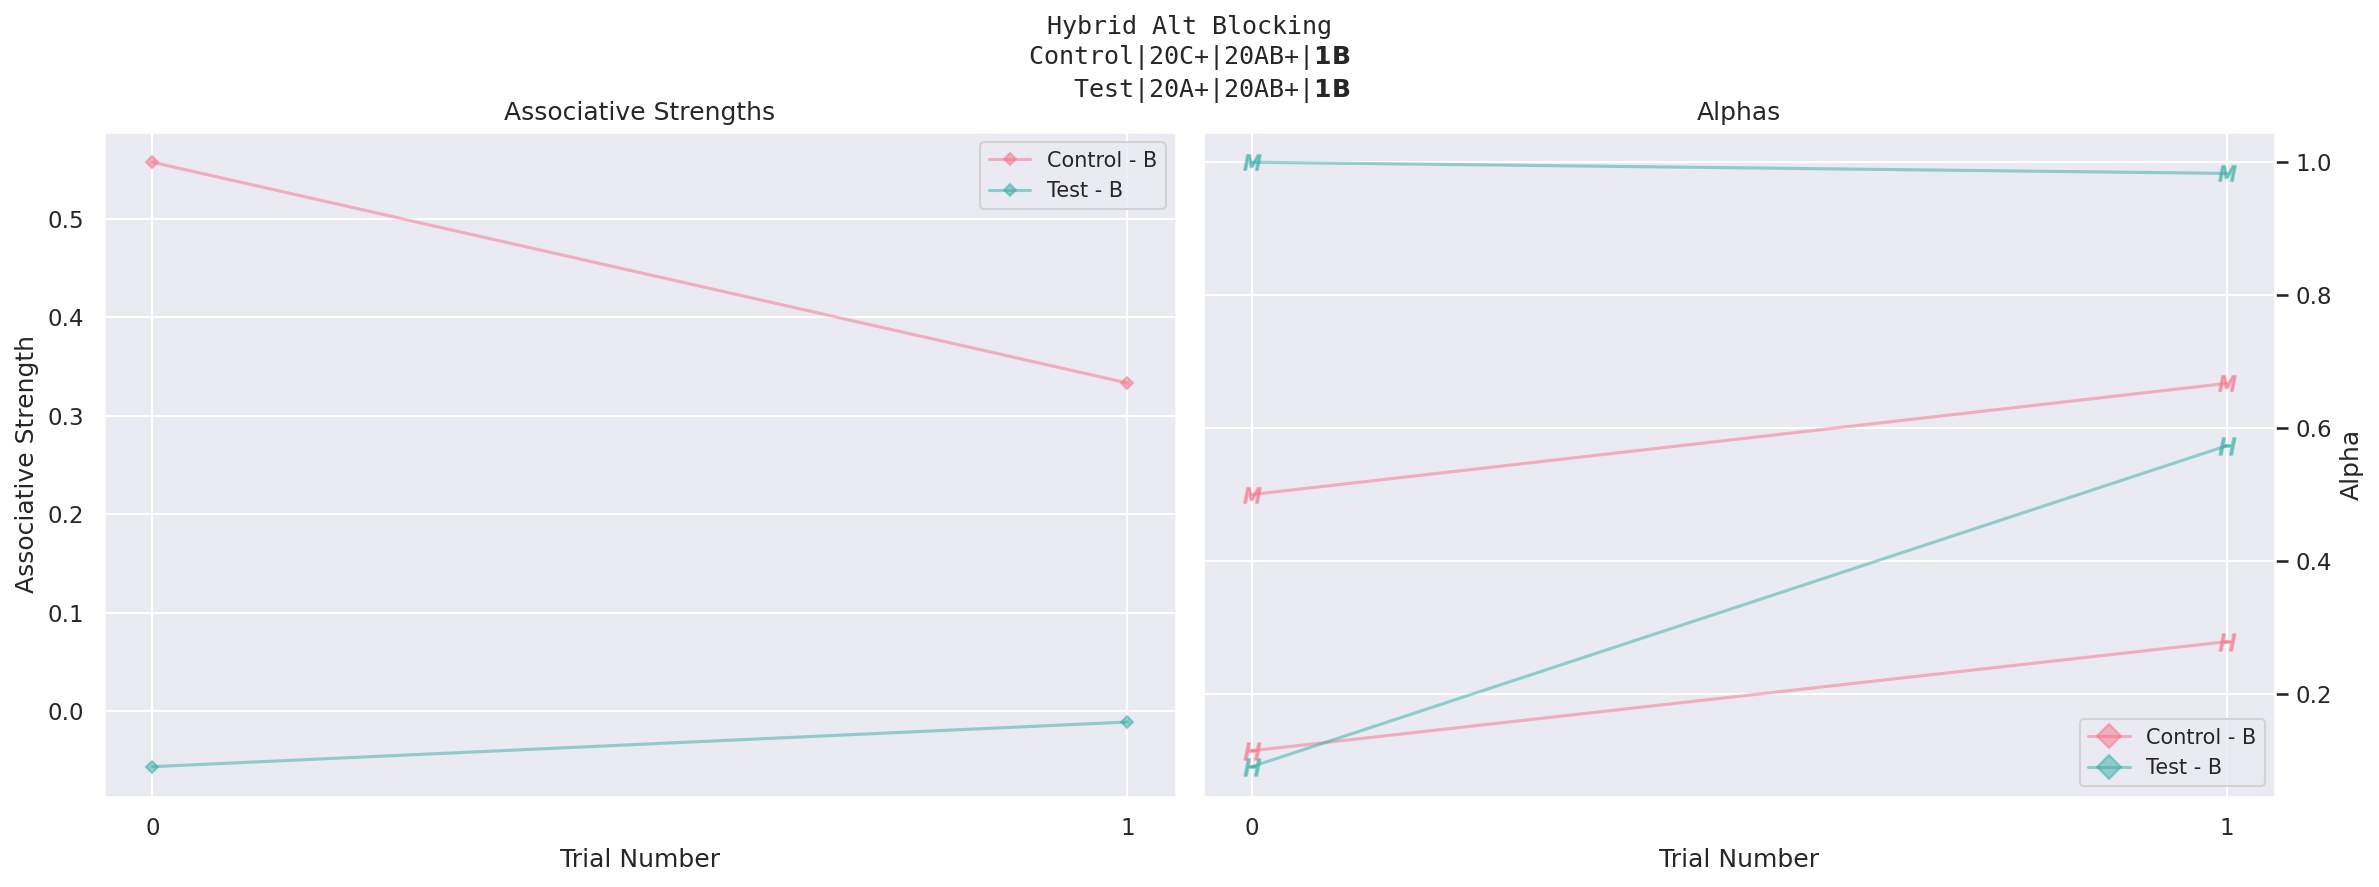 Hybrid Alt Blocking
Control|20C+|20AB+|1B
Test|20A+|20AB+|1B
Associative Strengths
Associative Strength
0.5
0.4
0.3
0.2
0.1
0.0
0
1
Trial Number
Control - B
Test - B
Alphas
M
M
M
M
H
H
H
H
1.0
0.8
0.6
0.4
0.2
Alpha
0
1
Trial Number
Control - B
Test - B